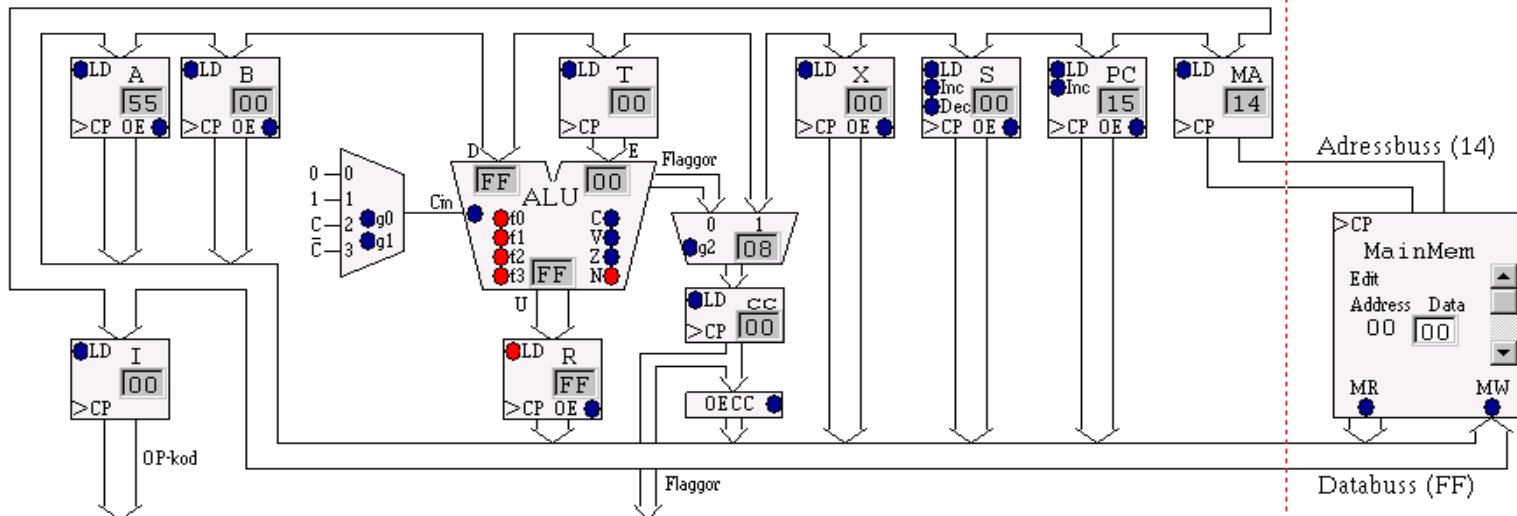 LD A
55
>CP OE
LD B
00
>CP OE
LD T
00
>CP
LD X
00
>CP OE
LD S
Inc
Dec 00
>CP OE
LD PC
Inc
15
>CP OE
LD MA
14
>CP
Adressbuss (14)
0 0
1 1
C 2 g0
C̅ 3 g1
Cin
D E
FF 00
ALU
f0 C
f1 V
f2 Z
f3 FF N
U
Flaggor
0 1
g2 08
LD CC
>CP 00
OECC
LD I
00
>CP
OP-kod
LD R
FF
>CP OE
Flaggor
>CP
MainMem
Edit
Address Data
00 00
MR MW
Databuss (FF)